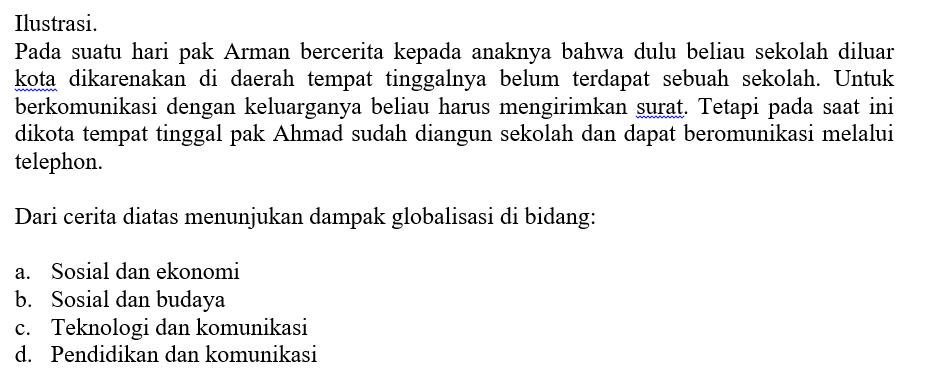 Ilustrasi.
Pada suatu hari pak Arman bercerita kepada anaknya bahwa dulu beliau sekolah diluar
kota dikarenakan di daerah tempat tinggalnya belum terdapat sebuah sekolah. Untuk
berkomunikasi dengan keluarganya beliau harus mengirimkan surat. Tetapi pada saat ini
dikota tempat tinggal pak Ahmad sudah diangun sekolah dan dapat beromunikasi melalui
telephon.
Dari cerita diatas menunjukan dampak globalisasi di bidang:
a. Sosial dan ekonomi
b. Sosial dan budaya
c. Teknologi dan komunikasi
d. Pendidikan dan komunikasi